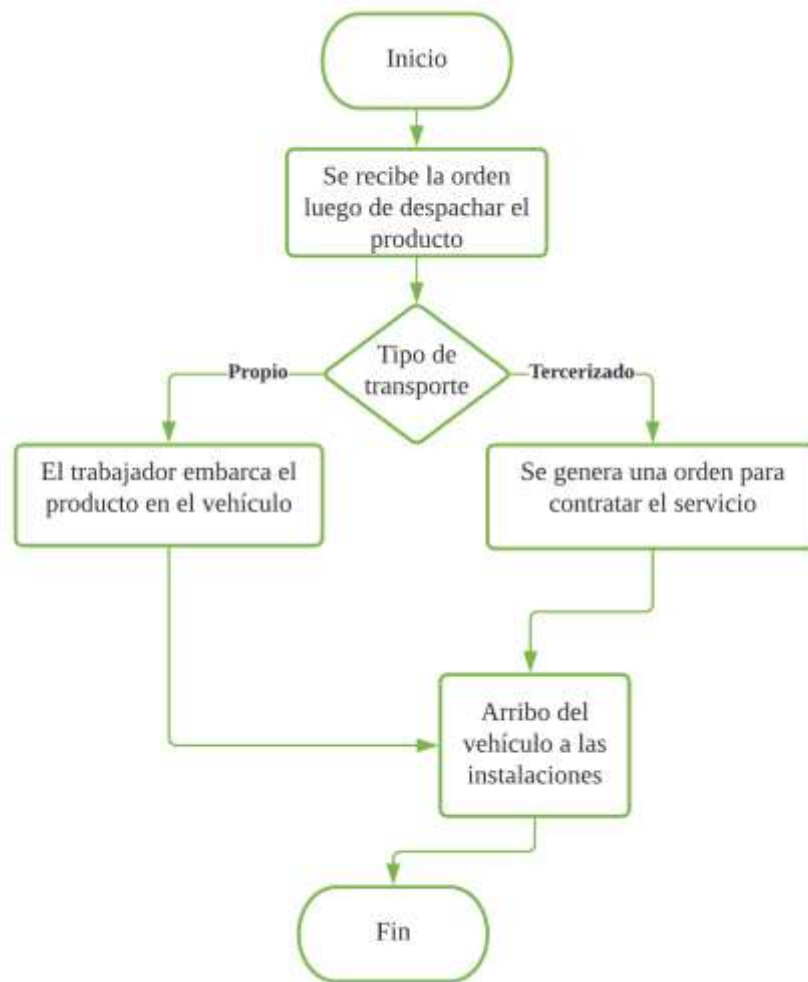 Inicio
Se recibe la orden
luego de despachar el
producto
Tipo de
transporte
Propio
Tercerizado
El trabajador embarca el
producto en el vehículo
Se genera una orden para
contratar el servicio
Arribo del
vehículo a las
instalaciones
Fin